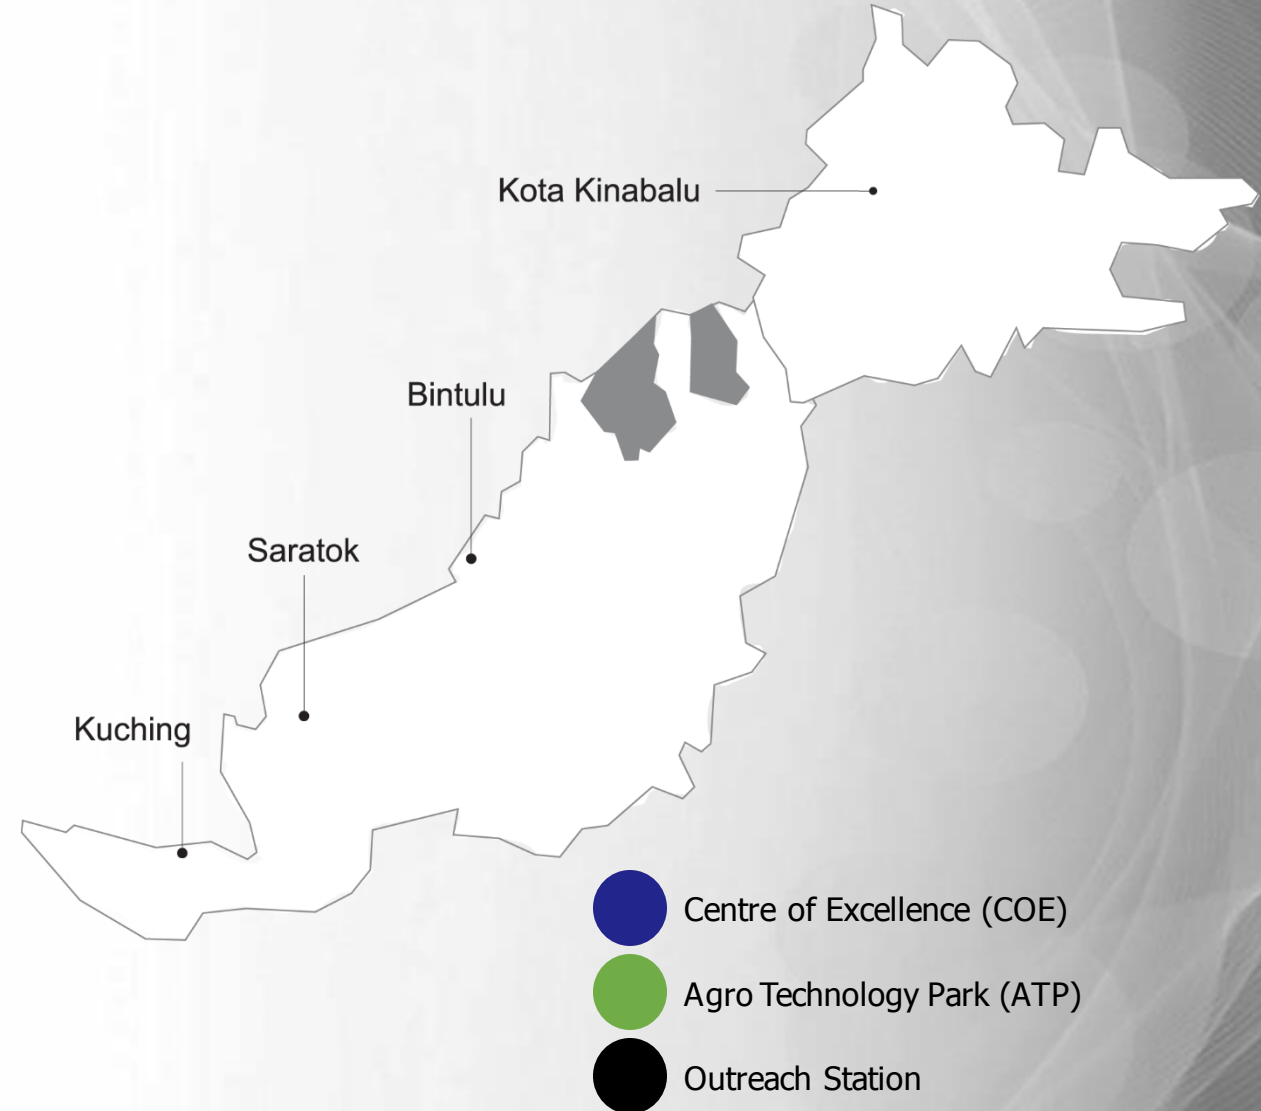 Kota Kinabalu
Bintulu
Saratok
Kuching
Centre of Excellence (COE)
Agro Technology Park (ATP)
Outreach Station